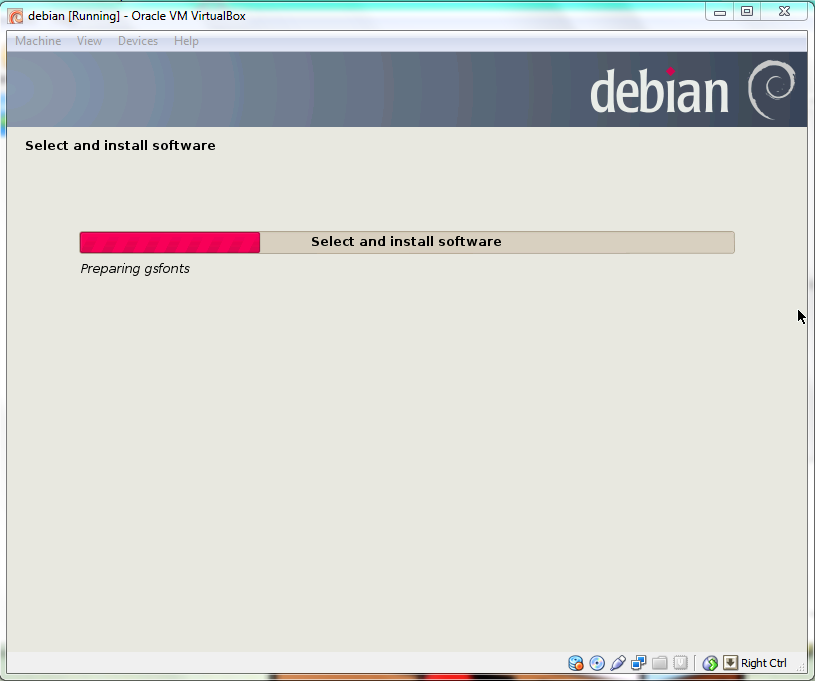 debian [Running] - Oracle VM VirtualBox
Machine View Devices Help
debian
Select and install software
Select and install software
Preparing gsfonts
Right Ctrl